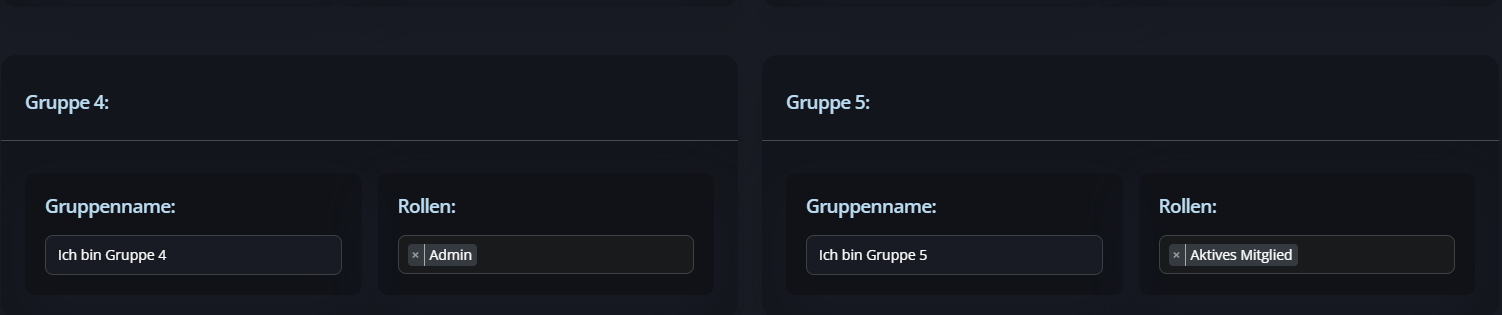 Gruppe 4:
Gruppenname:
Ich bin Gruppe 4
Rollen:
× Admin
Gruppe 5:
Gruppenname:
Ich bin Gruppe 5
Rollen:
× Aktives Mitglied